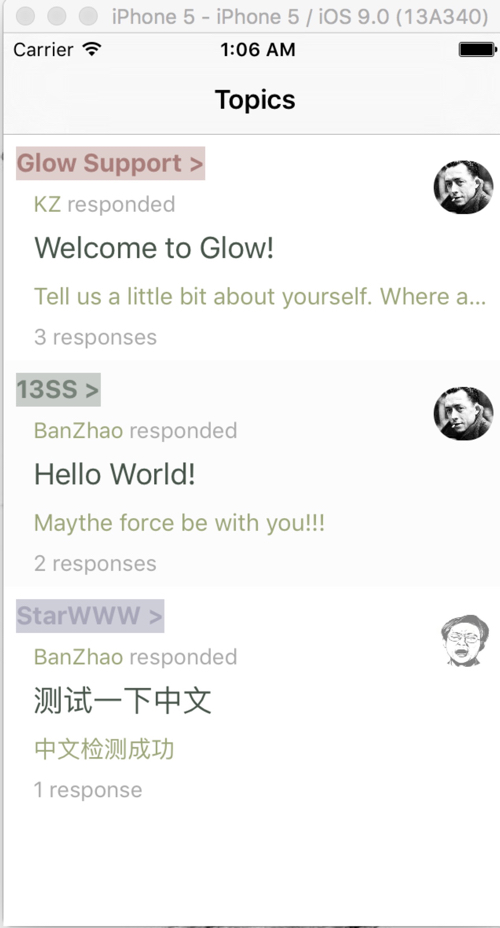 iPhone 5 - iPhone 5 / iOS 9.0 (13A340)
Carrier 1:06 AM
Topics
Glow Support >
KZ responded
Welcome to Glow!
Tell us a little bit about yourself. Where a...
3 responses
13SS >
BanZhao responded
Hello World!
Maythe force be with you!!!
2 responses
StarWWW >
BanZhao responded
测试一下中文
中文检测成功
1 response